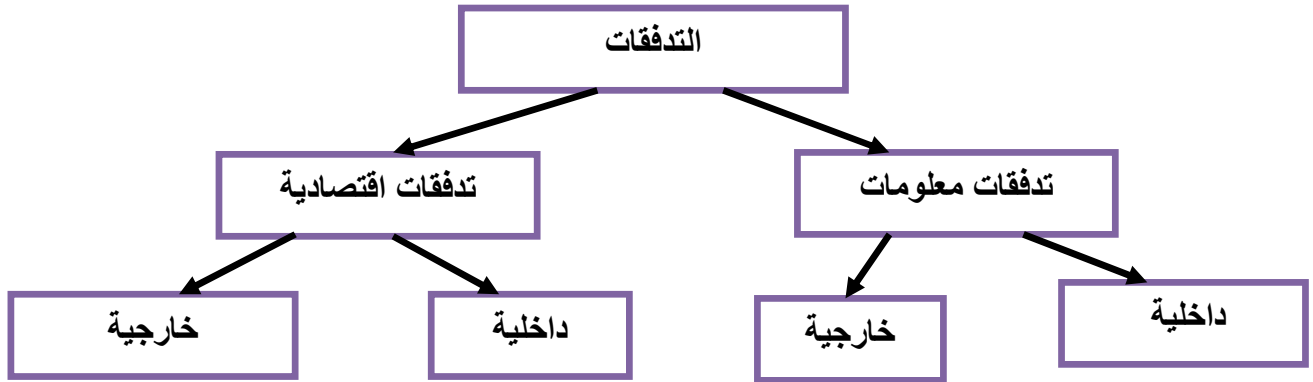 التدفقات
تدفقات معلومات
تدفقات اقتصادية
داخلية
خارجية
داخلية
خارجية